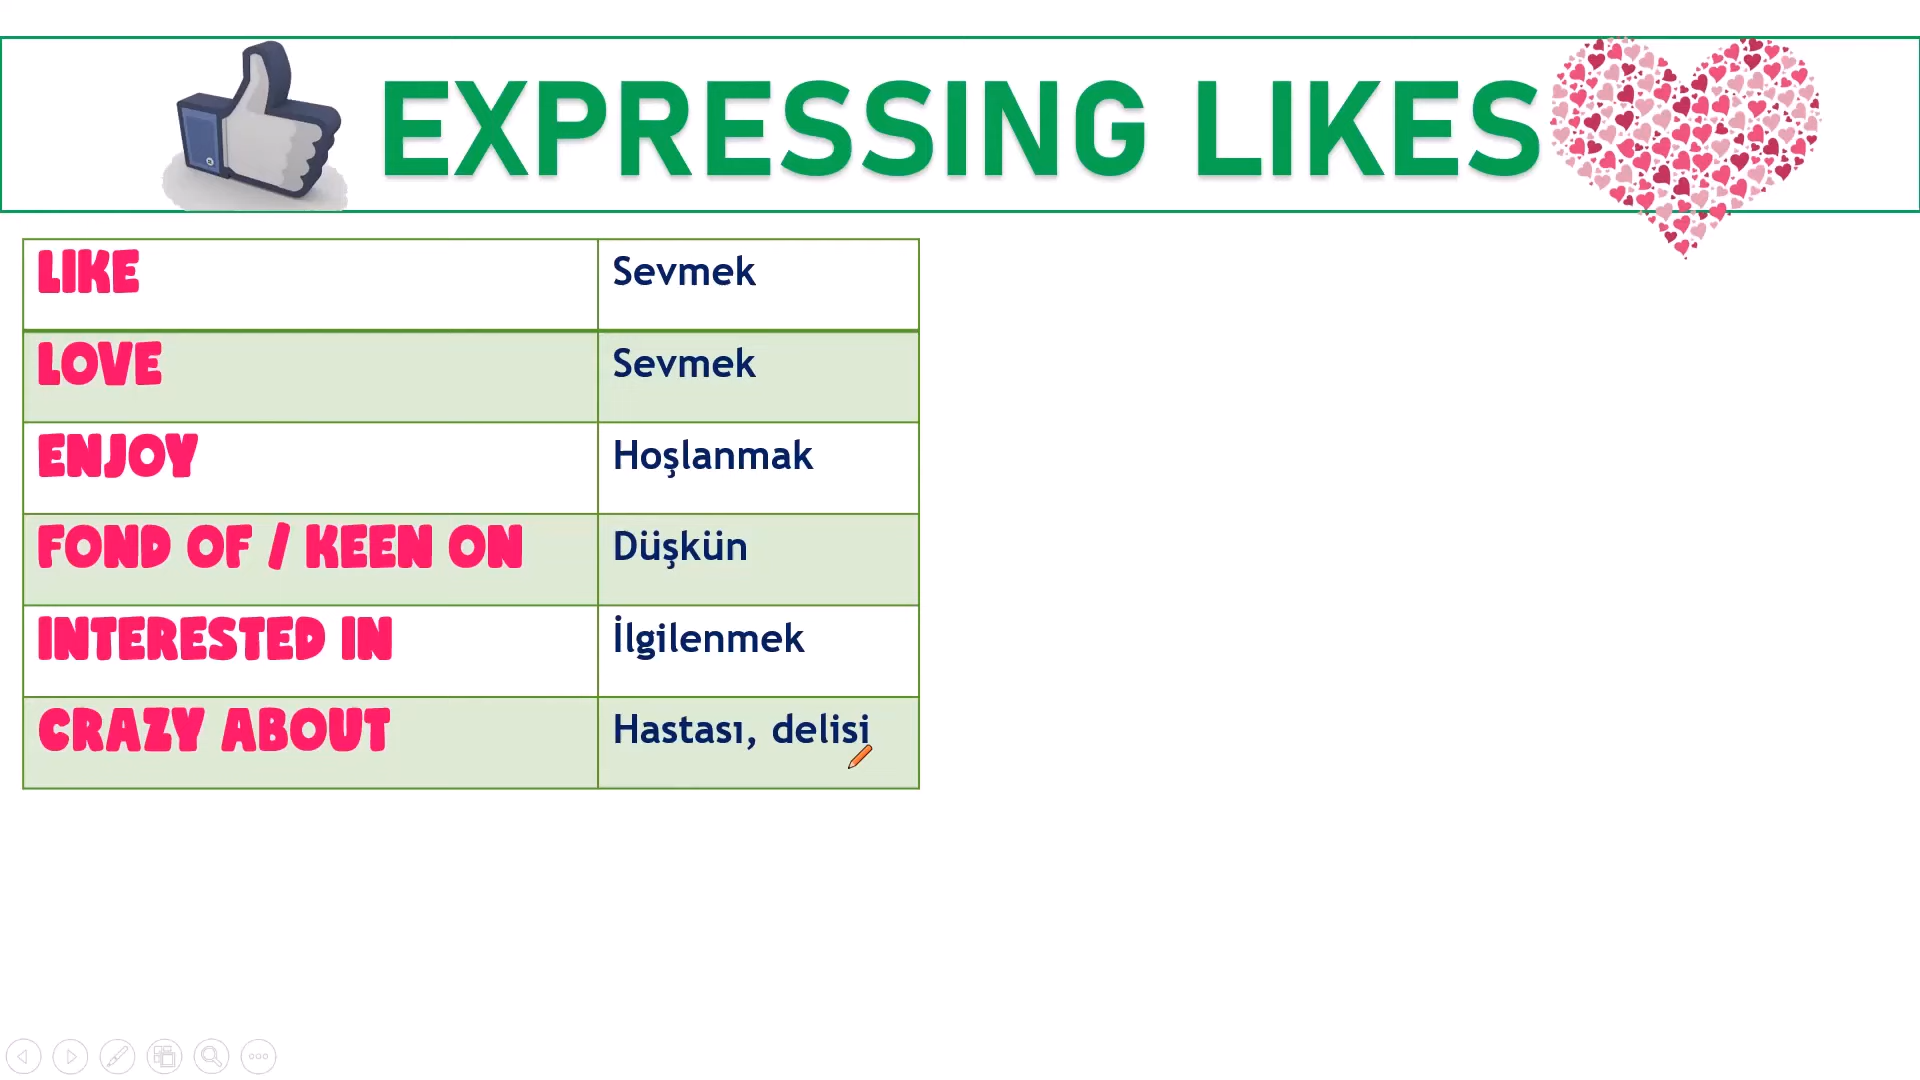 EXPRESSING LIKES
LIKE Sevmek
LOVE Sevmek
ENJOY Hoşlanmak
FOND OF / KEEN ON Düşkün
INTERESTED IN İlgilenmek
CRAZY ABOUT Hastası, delisi